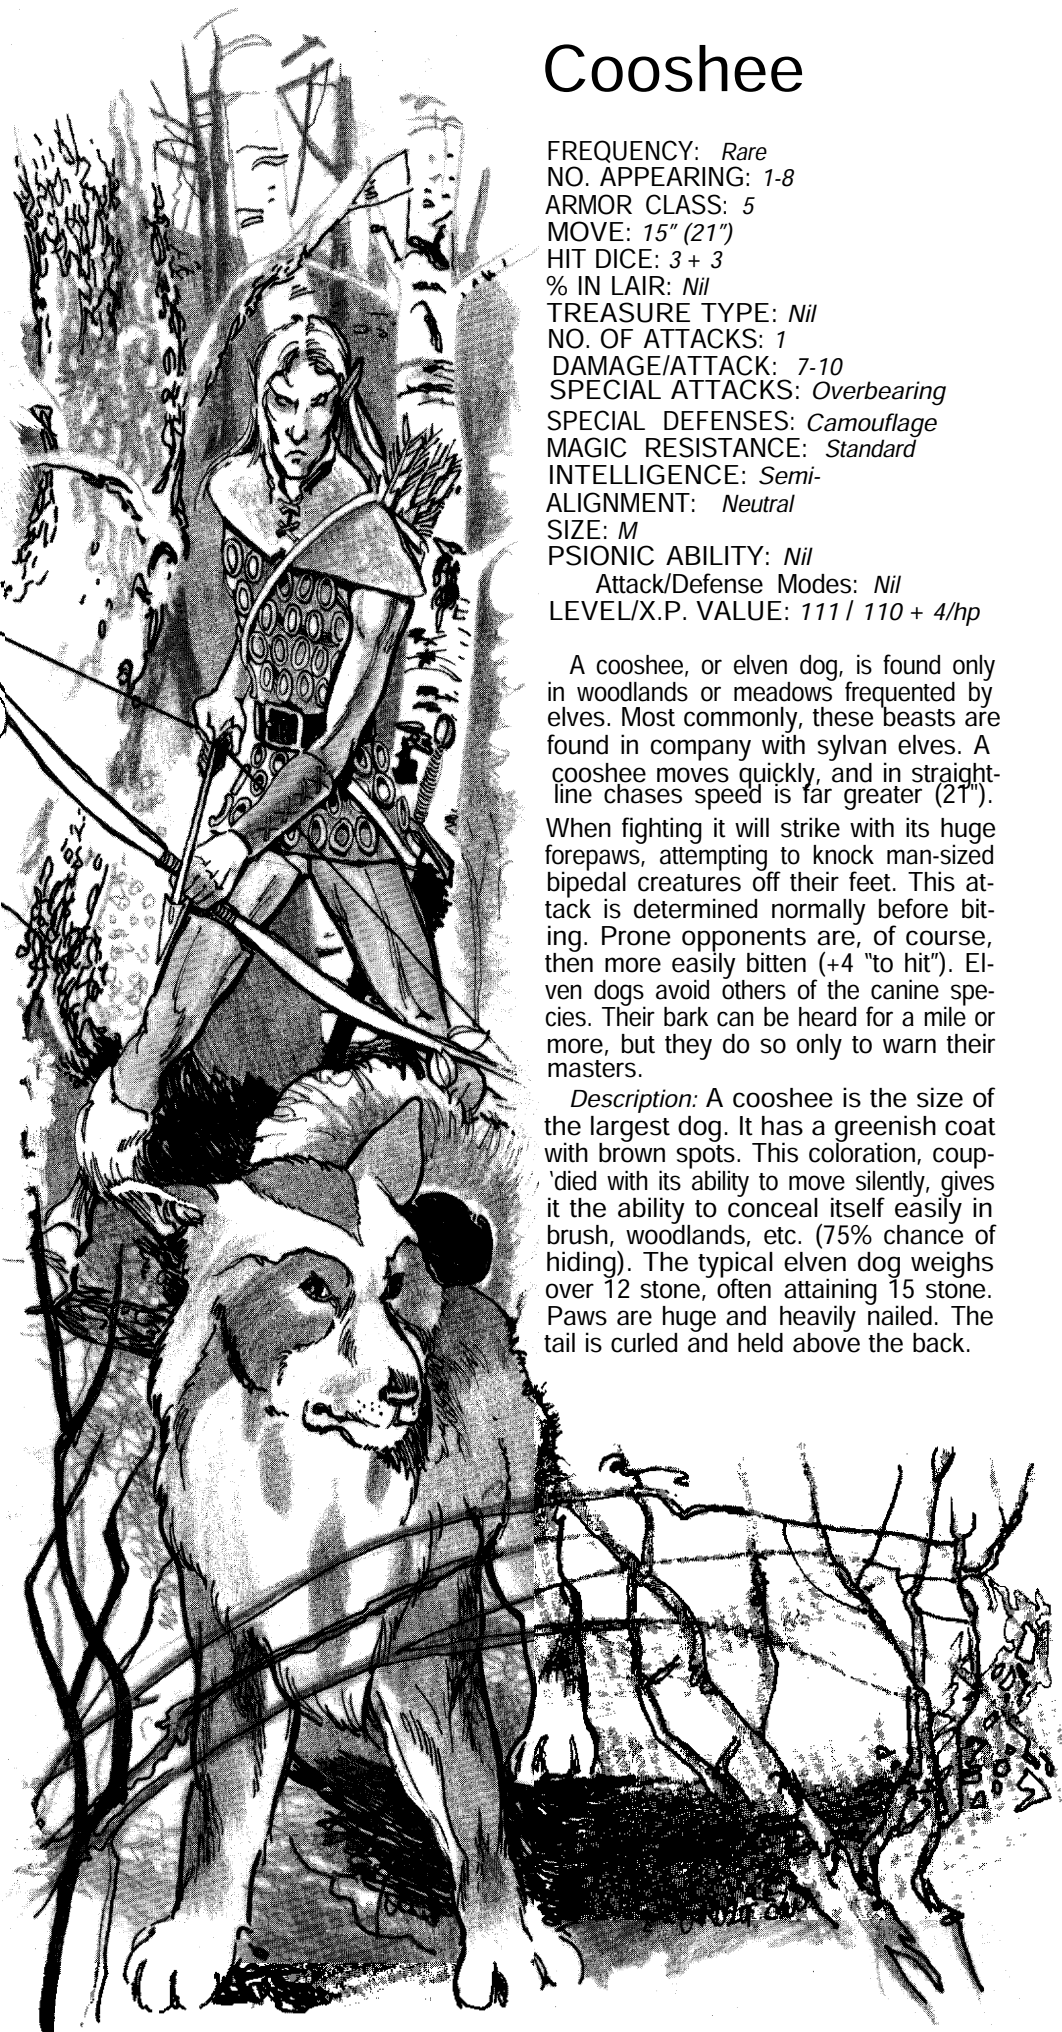 Cooshee
FREQUENCY: Rare
NO. APPEARING: 1-8
ARMOR CLASS: 5
MOVE: 15" (21")
HIT DICE: 3 + 3
% IN LAIR: Nil
TREASURE TYPE: Nil
NO. OF ATTACKS: 1
DAMAGE/ATTACK: 7-10
SPECIAL ATTACKS: Overbearing
SPECIAL DEFENSES: Camouflage
MAGIC RESISTANCE: Standard
INTELLIGENCE: Semi-
ALIGNMENT: Neutral
SIZE: M
PSIONIC ABILITY: Nil
Attack/Defense Modes: Nil
LEVEL/X.P. VALUE: 111 / 110 + 4/hp
A cooshee, or elven dog, is found only
in woodlands or meadows frequented by
elves. Most commonly, these beasts are
found in company with sylvan elves. A
cooshee moves quickly, and in straight-
line chases speed is far greater (21").
When fighting it will strike with its huge
forepaws, attempting to knock man-sized
bipedal creatures off their feet. This at-
tack is determined normally before bit-
ing. Prone opponents are, of course,
then more easily bitten (+4 "to hit"). El-
ven dogs avoid others of the canine spe-
cies. Their bark can be heard for a mile or
more, but they do so only to warn their
masters.
Description: A cooshee is the size of
the largest dog. It has a greenish coat
with brown spots. This coloration, coup-
'died with its ability to move silently, gives
it the ability to conceal itself easily in
brush, woodlands, etc. (75% chance of
hiding). The typical elven dog weighs
over 12 stone, often attaining 15 stone.
Paws are huge and heavily nailed. The
tail is curled and held above the back.